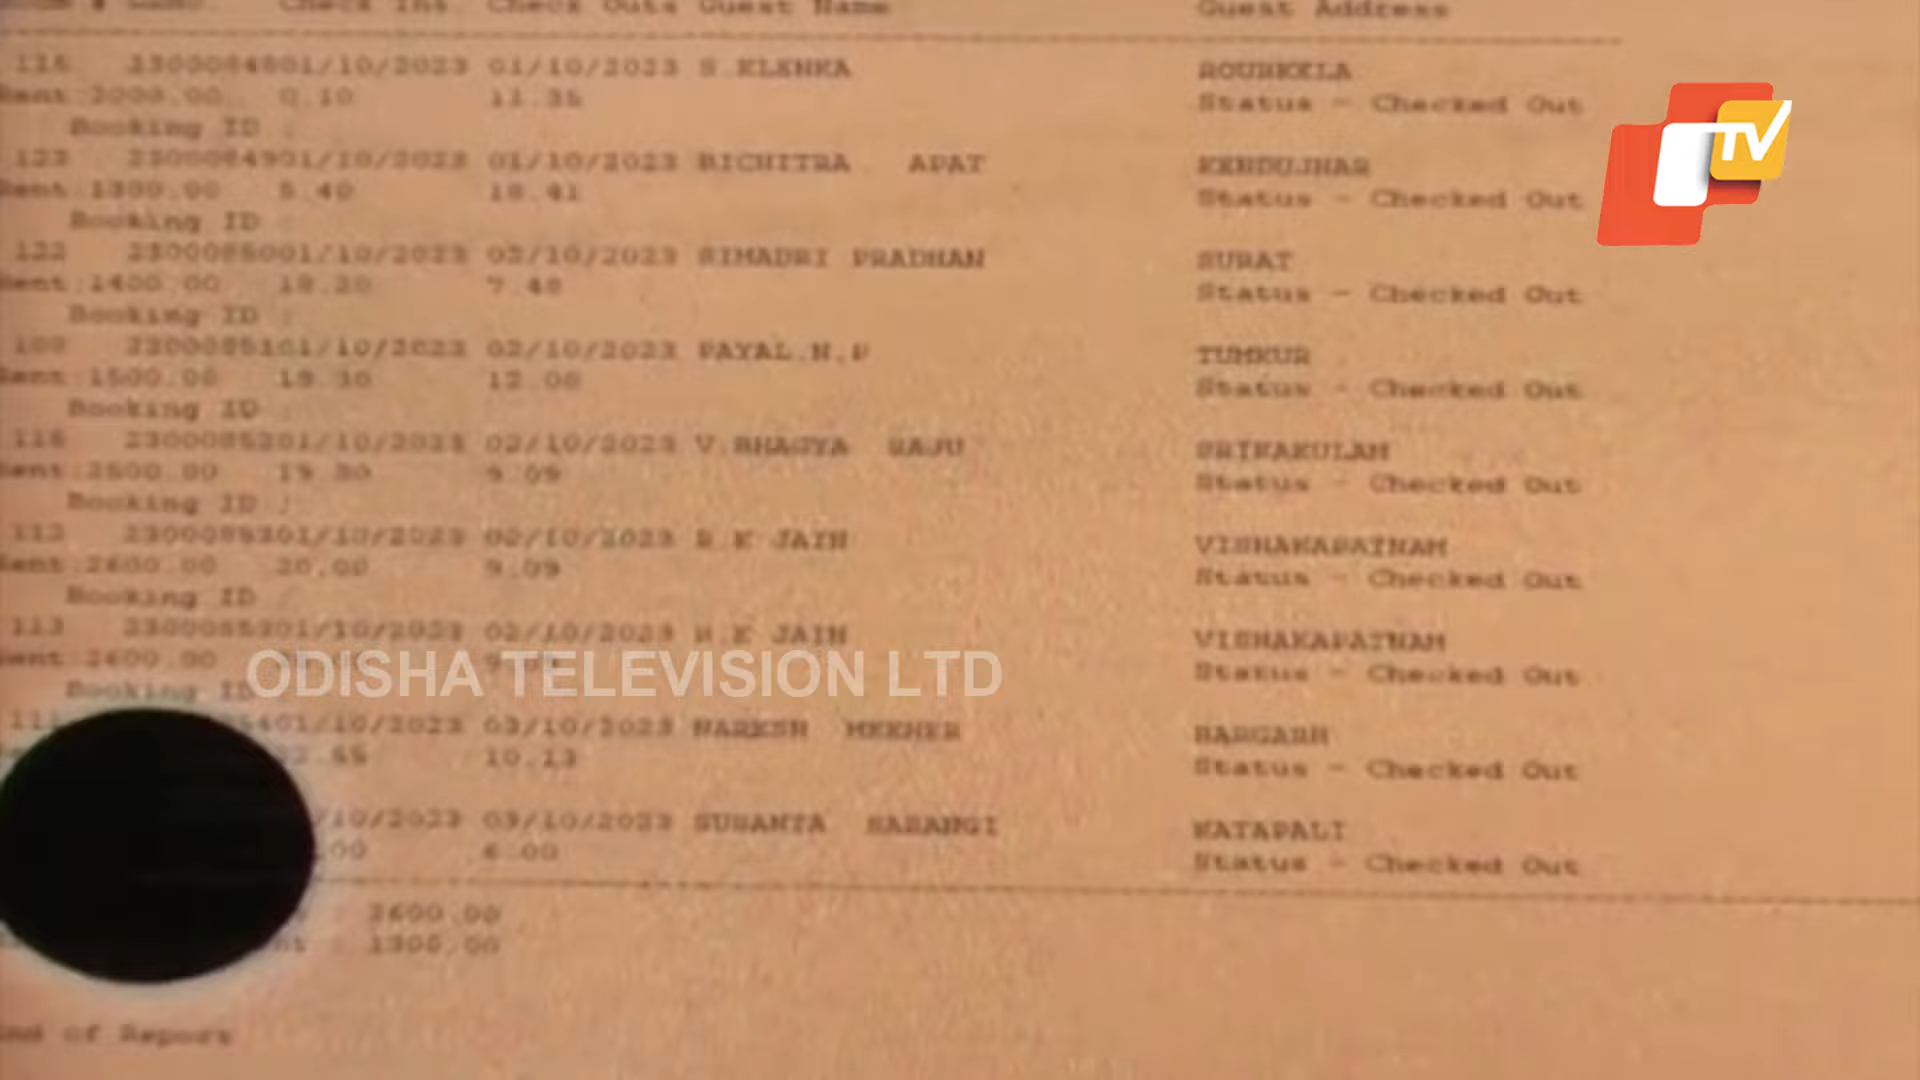 Check Ins. Check Outs Guest Name Guest Address
116 2300084801/10/2023 01/10/2023 S.KLENKA ROURKELA
Rent:2000.00 0.10 11.35 Status - Checked Out
Booking ID :
123 2300084901/10/2023 01/10/2023 BICHITRA APAT KENDUJHAR
Rent:1300.00 5.40 18.41 Status - Checked Out
Booking ID :
122 2300085001/10/2023 02/10/2023 SIMADRI PRADHAN SURAT
Rent:1400.00 18.20 7.48 Status - Checked Out
Booking ID :
2300085101/10/2023 02/10/2023 PAYAL.N.P TUMKUR
Rent:1500.00 19.10 12.00 Status - Checked Out
Booking ID :
116 2300085201/10/2023 02/10/2023 V.BHAGYA RAJU SRIKAKULAM
Rent:2500.00 19.30 9.09 Status - Checked Out
Booking ID :
112 2300085301/10/2023 02/10/2023 R.K JAIN VISHAKAPATNAM
Rent:2600.00 20.00 9.09 Status - Checked Out
Booking ID
113 2300085301/10/2023 02/10/2023 R.K JAIN VISHAKAPATNAM
Rent:2600.00 Status - Checked Out
Booking ID
ODISHA TELEVISION LTD
01/10/2023 03/10/2023 NARESH MEEHER BARGARH
10.13 Status - Checked Out
/10/2023 03/10/2023 SUSANTA SARANGI KATAPALI
.00 6.00 Status - Checked Out
: 2600.00
: 1300.00
End of Report
TV